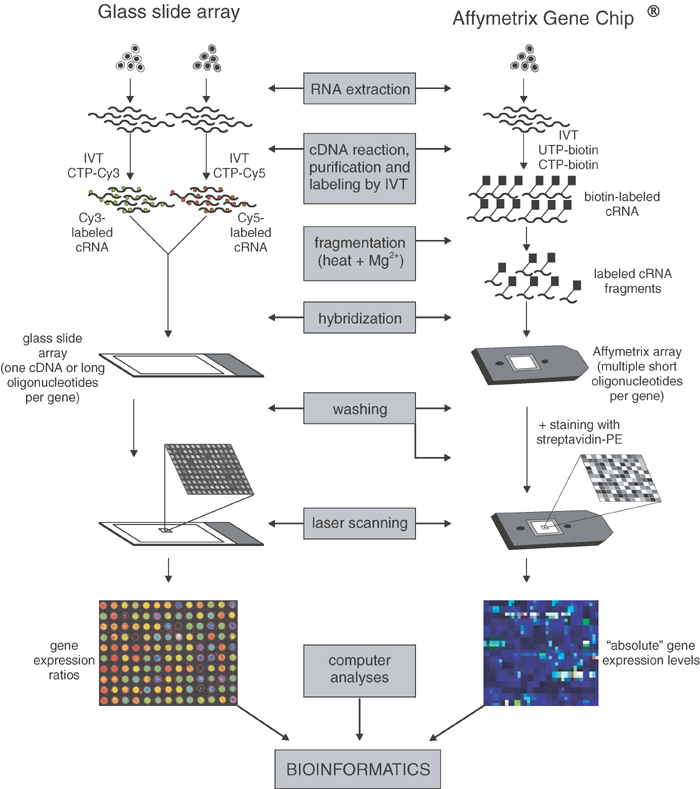 Glass slide array
Affymetrix Gene Chip ®
RNA extraction
IVT
CTP-Cy3
IVT
CTP-Cy5
cDNA reaction,
purification and
labeling by IVT
IVT
UTP-biotin
CTP-biotin
Cy3-
labeled
cRNA
Cy5-
labeled
cRNA
biotin-labeled
cRNA
fragmentation
(heat + Mg2+)
labeled cRNA
fragments
hybridization
glass slide
array
(one cDNA or long
oligonucleotides
per gene)
Affymetrix array
(multiple short
oligonucleotides
per gene)
washing
+ staining with
streptavidin-PE
laser scanning
gene
expression
ratios
computer
analyses
"absolute" gene
expression levels
BIOINFORMATICS